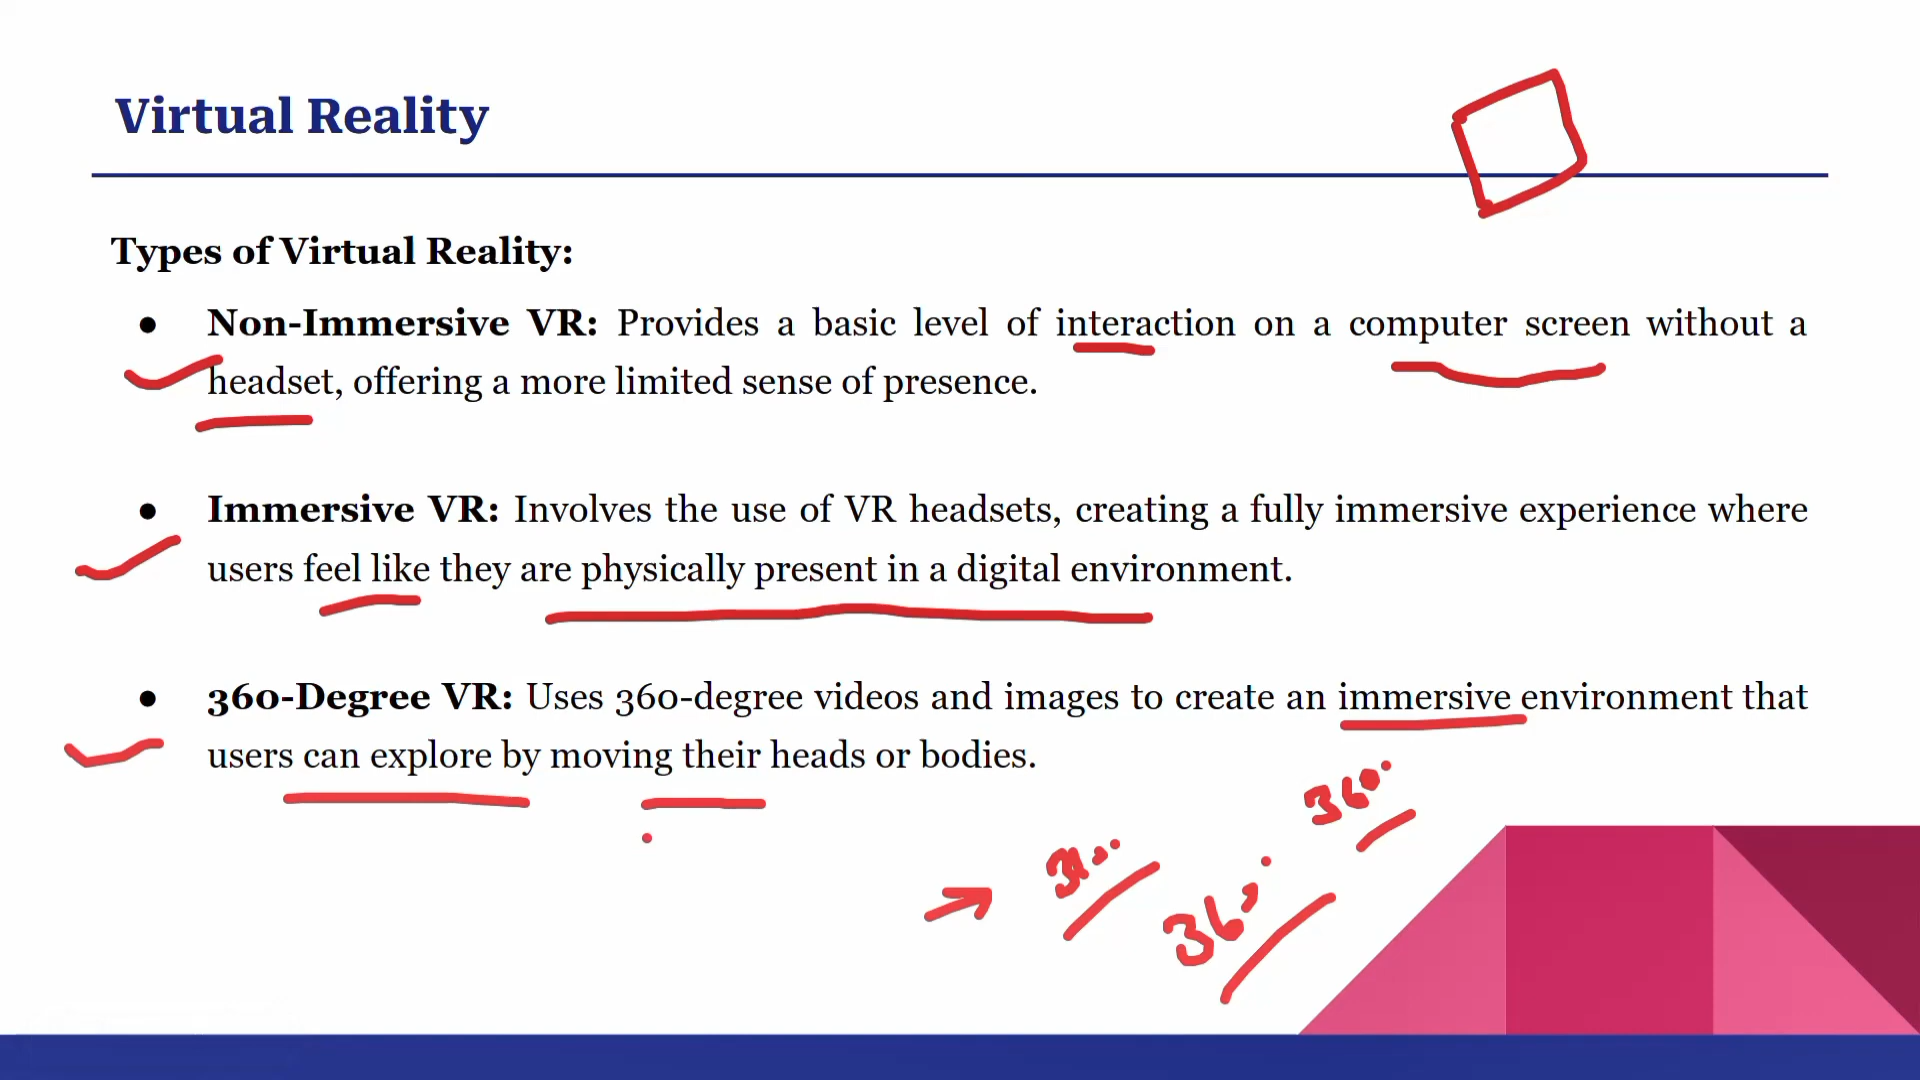 Virtual Reality
Types of Virtual Reality:
● Non-Immersive VR: Provides a basic level of interaction on a computer screen without a
headset, offering a more limited sense of presence.
● Immersive VR: Involves the use of VR headsets, creating a fully immersive experience where
users feel like they are physically present in a digital environment.
● 360-Degree VR: Uses 360-degree videos and images to create an immersive environment that
users can explore by moving their heads or bodies.
360°
360°